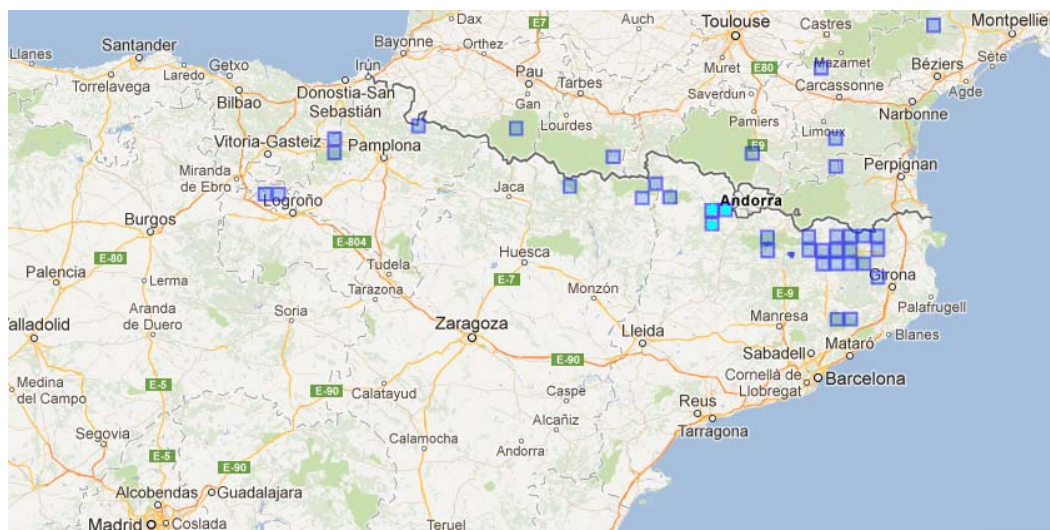 Dax
E7
Auch
Toulouse
Castres
Montpellier
Llanes
Santander
Bayonne
Orthez
Mazamet
Sète
Laredo
Getxo
Irún
Muret
E80
Béziers
Torrelavega
Pau
Tarbes
Agde
Bilbao
Donostia-San
Sebastián
Gan
Saverdun
Carcassonne
Narbonne
Lourdes
Pamiers
Limoux
Vitoria-Gasteiz
Pamplona
E9
Miranda
de Ebro
Perpignan
Jaca
Logroño
Andorra
Burgos
E-804
E-80
Huesca
Palencia
Lerma
Tudela
E-7
Girona
Tarazona
Monzón
E-9
Aranda
de Duero
Soria
Manresa
Palafrugell
Valladolid
Zaragoza
Lleida
Blanes
Sabadell
Mataró
E-90
E-5
Medina
del Campo
E-90
Calatayud
Caspe
Cornellà de
Llobregat
Barcelona
Reus
Alcañiz
Tarragona
Segovia
Calamocha
Andorra
E-5
E-90
Alcobendas
Guadalajara
Madrid
Coslada
Teruel